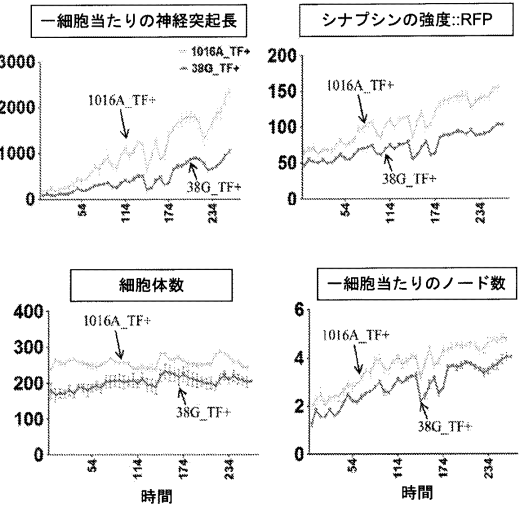 一細胞当たりの神経突起長
シナプシンの強度::RFP
1016A_TF+
38G_TF+
3000
2000
1000
0
1016A_TF+
38G_TF+
54
114
174
234
200
150
100
50
0
1016A_TF+
38G_TF+
54
114
174
234
細胞体数
一細胞当たりのノード数
400
300
200
100
0
1016A_TF+
38G_TF+
54
114
174
234
時間
6
4
2
0
1016A_TF+
38G_TF+
54
114
174
234
時間